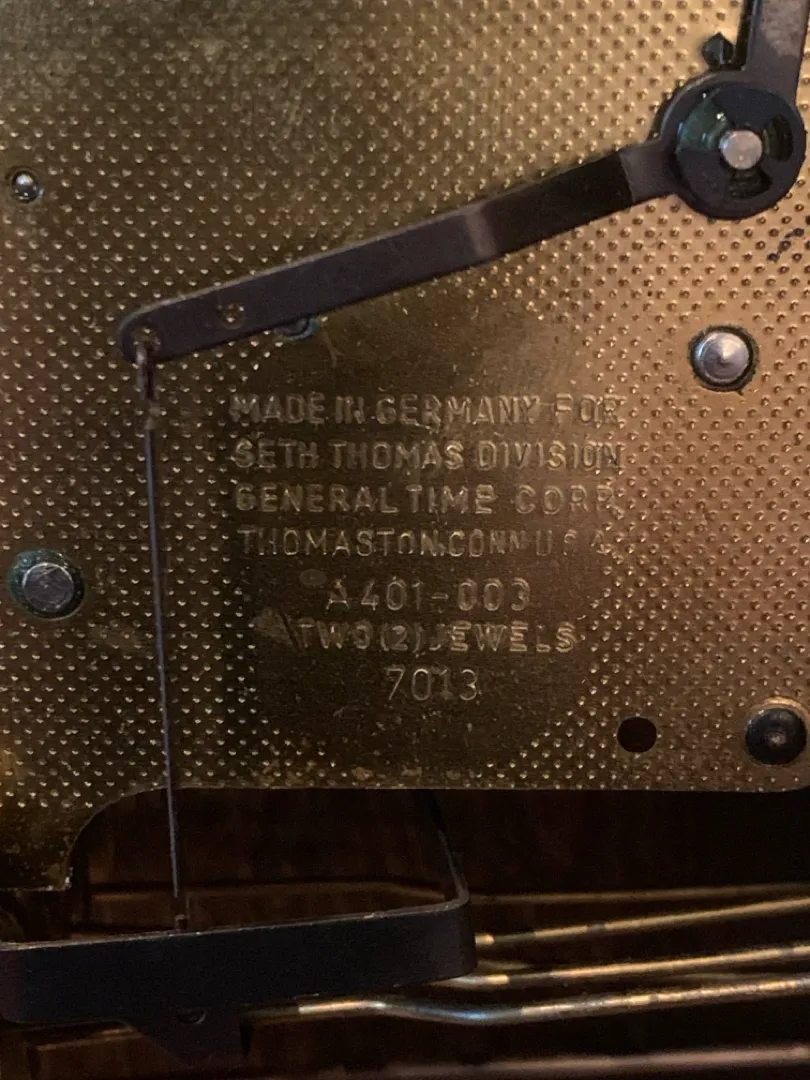 MADE IN GERMANY FOR
SETH THOMAS DIVISION
GENERAL TIME CORP.
THOMASTON, CONN U S A
A401-003
TWO (2) JEWELS
7013